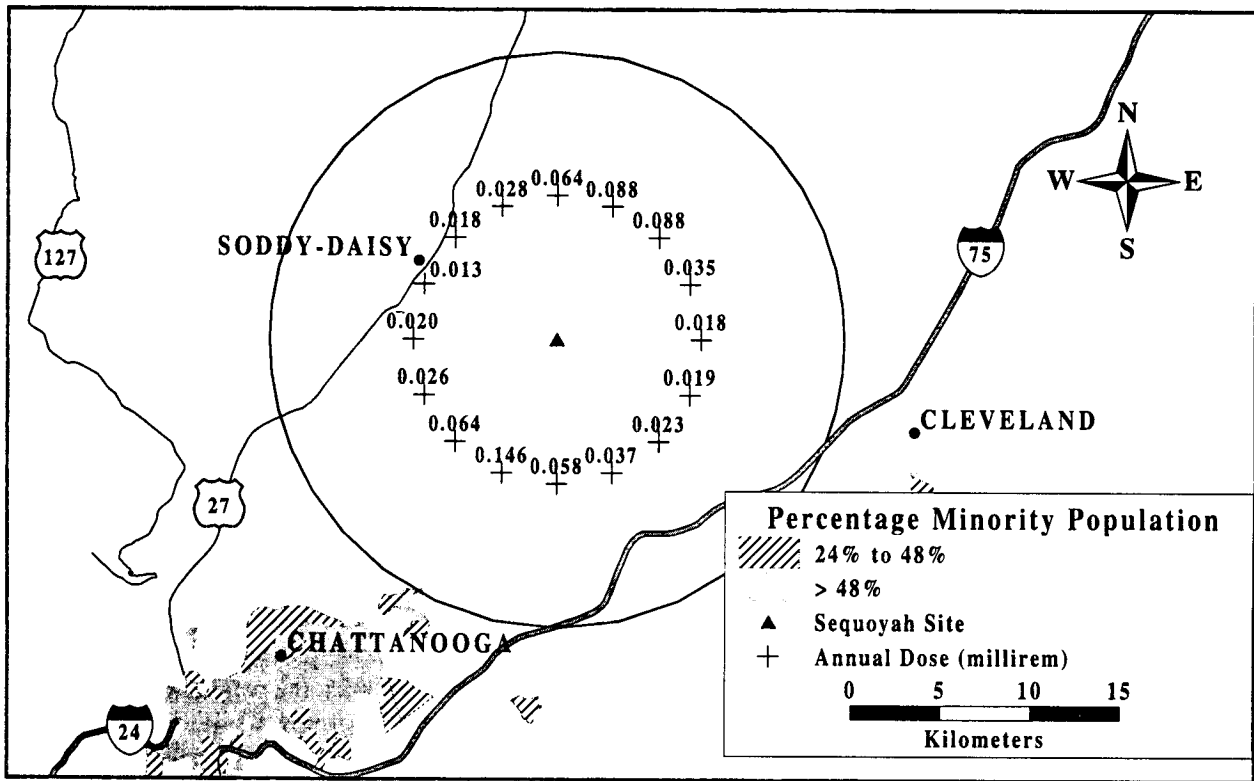 N
W E
S
0.064
0.028 0.088
0.018 0.088
SODDY-DAISY
127
75
0.013 0.035
0.020 0.018
0.026 0.019
0.064 0.023
CLEVELAND
0.146 0.058 0.037
27
Percentage Minority Population
24% to 48%
> 48%
Sequoyah Site
Annual Dose (millirem)
CHATTANOOGA
0 5 10 15
Kilometers
24